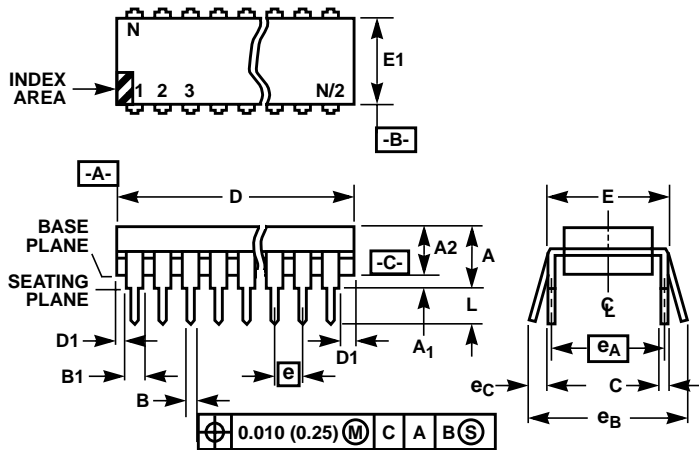 N
E1
INDEX
AREA
1 2 3 N/2
-B-
-A-
D
E
BASE
PLANE
A2
A
-C-
SEATING
PLANE
L
CL
D1
A1
D1
eA
B1
e
eC
C
B
eB
0.010 (0.25) M C A B S